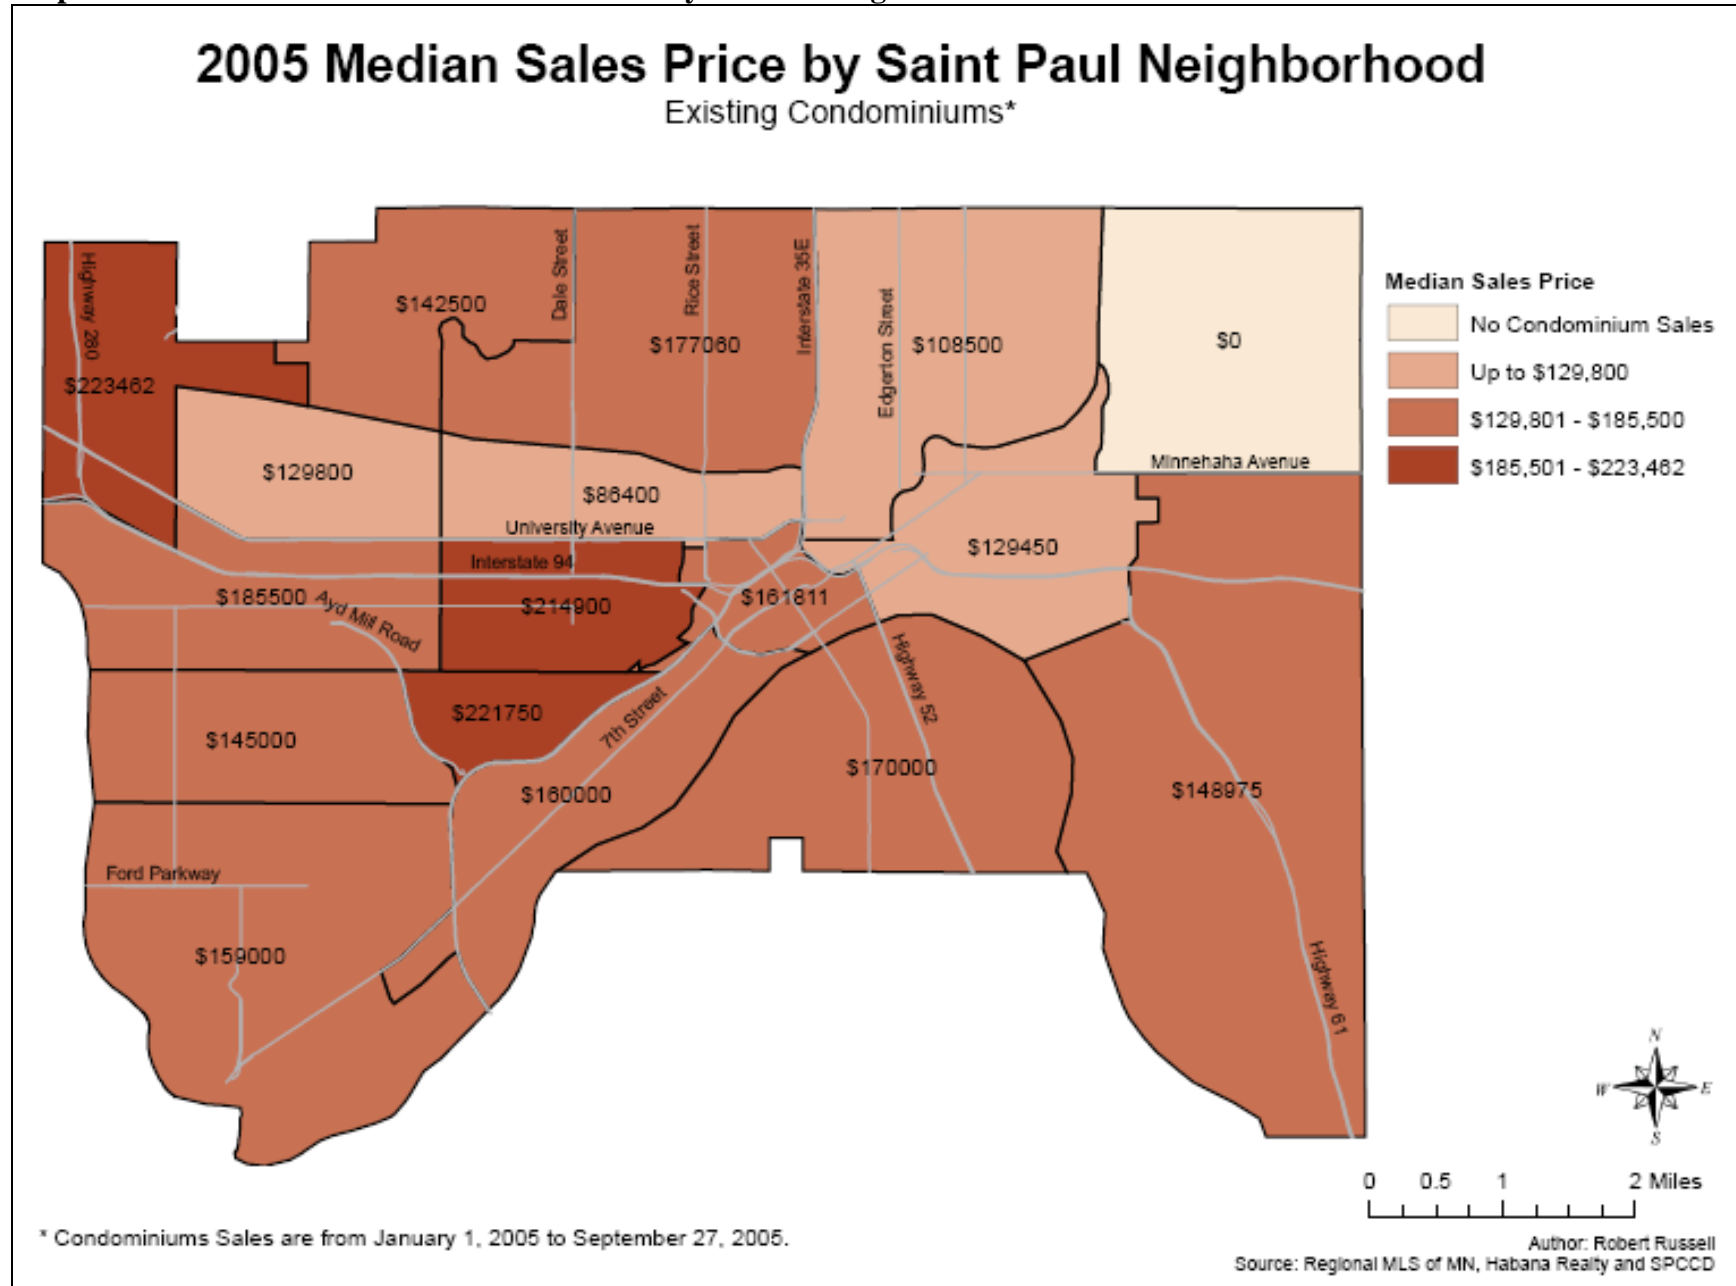 2005 Median Sales Price by Saint Paul Neighborhood
Existing Condominiums*
Highway 280
Dale Street
Rice Street
Interstate 35E
Edgerton Street
$142500
$177060
$108500
$0
$223462
Minnehaha Avenue
$129800
$86400
University Avenue
$129450
Interstate 94
$185500
Ayd Mill Road
$214900
$161811
Highway 52
$221750
7th Street
$145000
$170000
$160000
$148975
Ford Parkway
$159000
Highway 61
Median Sales Price
No Condominium Sales
Up to $129,800
$129,801 - $185,500
$185,501 - $223,462
N
W
E
S
0 0.5 1 2 Miles
* Condominiums Sales are from January 1, 2005 to September 27, 2005.
Author: Robert Russell
Source: Regional MLS of MN, Habana Realty and SPCCD